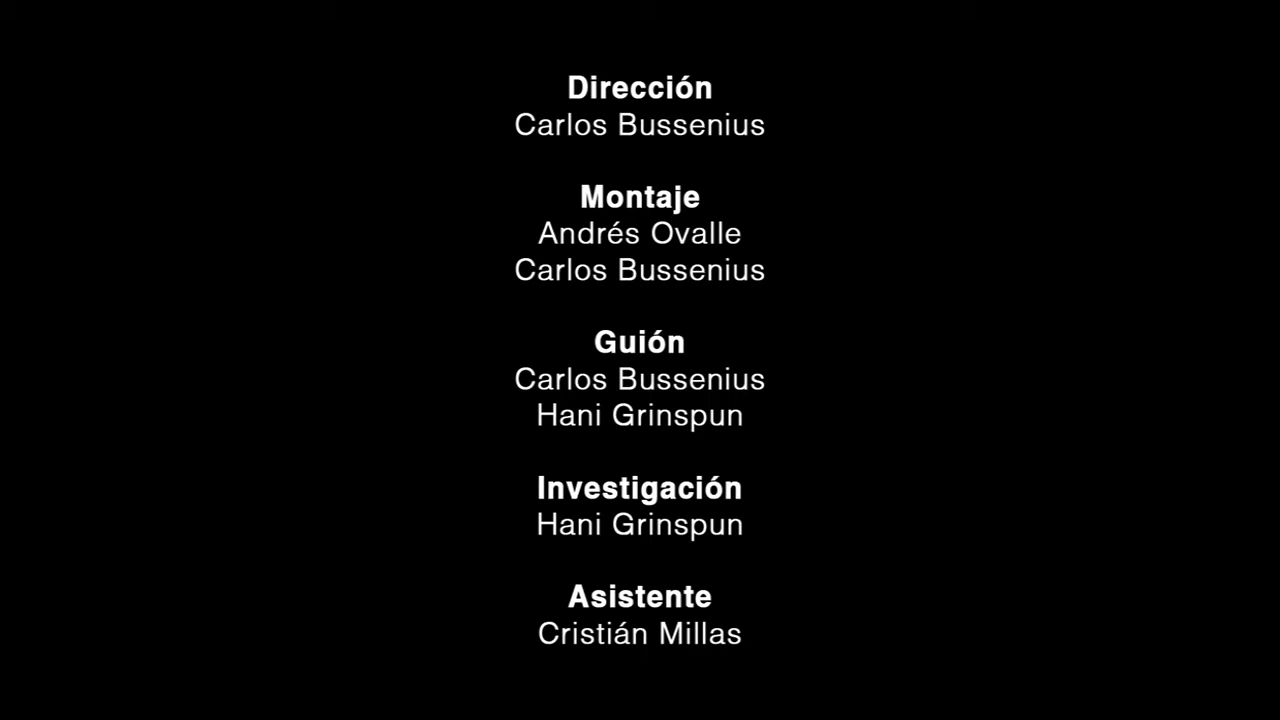 Dirección
Carlos Bussenius
Montaje
Andrés Ovalle
Carlos Bussenius
Guión
Carlos Bussenius
Hani Grinspun
Investigación
Hani Grinspun
Asistente
Cristián Millas